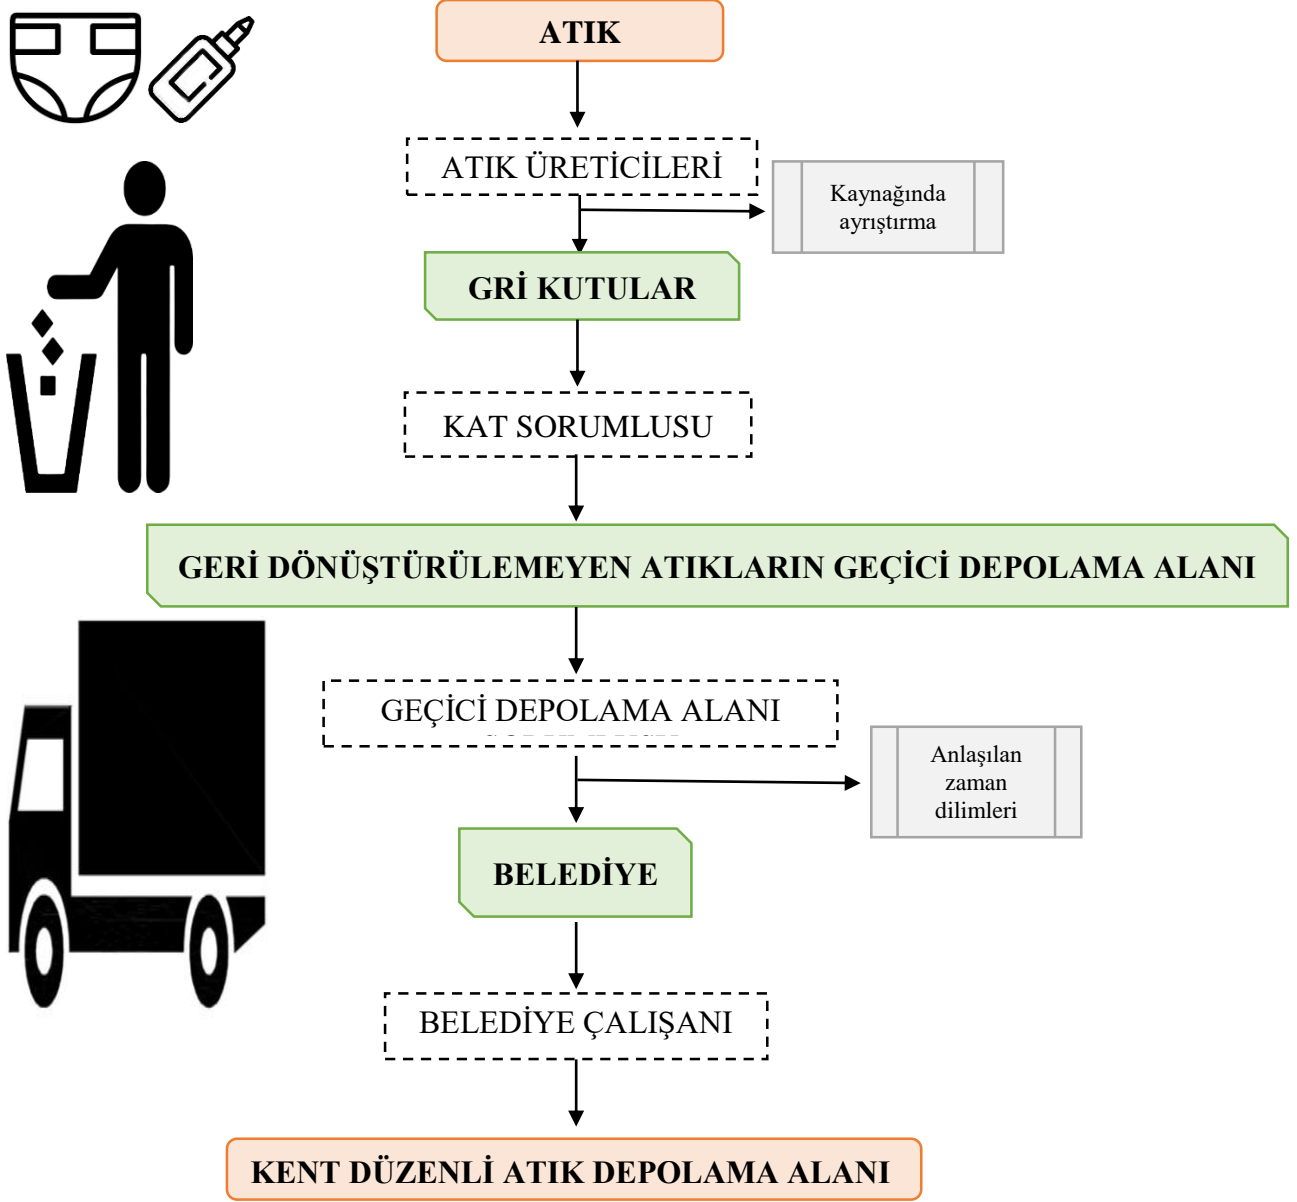 ATIK
ATIK ÜRETİCİLERİ
Kaynağında
ayrıştırma
GRİ KUTULAR
KAT SORUMLUSU
GERİ DÖNÜŞTÜRÜLEMEYEN ATIKLARIN GEÇİCİ DEPOLAMA ALANI
GEÇİCİ DEPOLAMA ALANI
Anlaşılan
zaman
dilimleri
BELEDİYE
BELEDİYE ÇALIŞANI
KENT DÜZENLİ ATIK DEPOLAMA ALANI